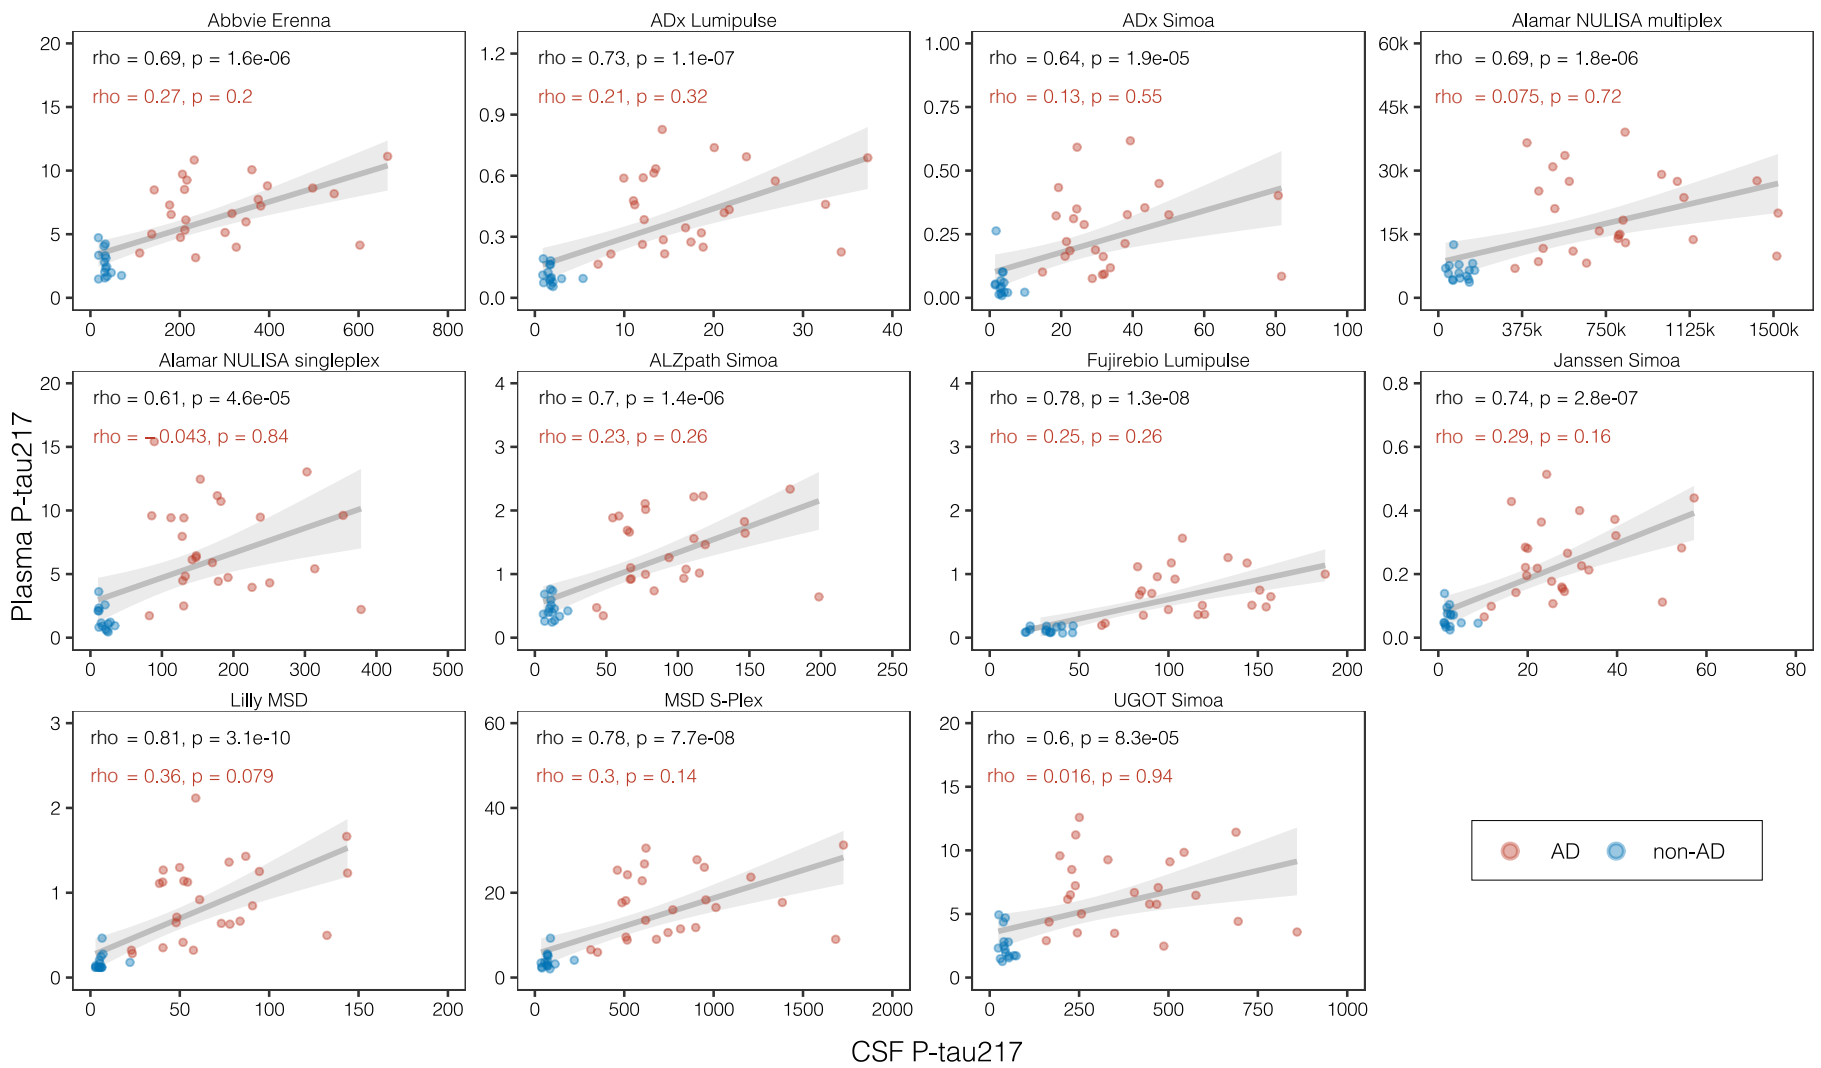 Abbvie Erenna
20
15
10
5
0
rho = 0.69, p = 1.6e-06
rho = 0.27, p = 0.2
0 200 400 600 800
ADx Lumipulse
1.2
0.9
0.6
0.3
0.0
rho = 0.73, p = 1.1e-07
rho = 0.21, p = 0.32
0 10 20 30 40
ADx Simoa
1.00
0.75
0.50
0.25
0.00
rho = 0.64, p = 1.9e-05
rho = 0.13, p = 0.55
0 20 40 60 80 100
Alamar NULISA multiplex
60k
45k
30k
15k
0
rho = 0.69, p = 1.8e-06
rho = 0.075, p = 0.72
0 375k 750k 1125k 1500k
Alamar NULISA singleplex
20
15
10
5
0
rho = 0.61, p = 4.6e-05
rho = −0.043, p = 0.84
0 100 200 300 400 500
ALZpath Simoa
4
3
2
1
0
rho = 0.7, p = 1.4e-06
rho = 0.23, p = 0.26
0 50 100 150 200 250
Fujirebio Lumipulse
4
3
2
1
0
rho = 0.78, p = 1.3e-08
rho = 0.25, p = 0.26
0 50 100 150 200
Janssen Simoa
0.8
0.6
0.4
0.2
0.0
rho = 0.74, p = 2.8e-07
rho = 0.29, p = 0.16
0 20 40 60 80
Lilly MSD
3
2
1
0
rho = 0.81, p = 3.1e-10
rho = 0.36, p = 0.079
0 50 100 150 200
MSD S-Plex
60
40
20
0
rho = 0.78, p = 7.7e-08
rho = 0.3, p = 0.14
0 500 1000 1500 2000
UGOT Simoa
20
15
10
5
0
rho = 0.6, p = 8.3e-05
rho = 0.016, p = 0.94
0 250 500 750 1000
AD non-AD
Plasma P-tau217
CSF P-tau217